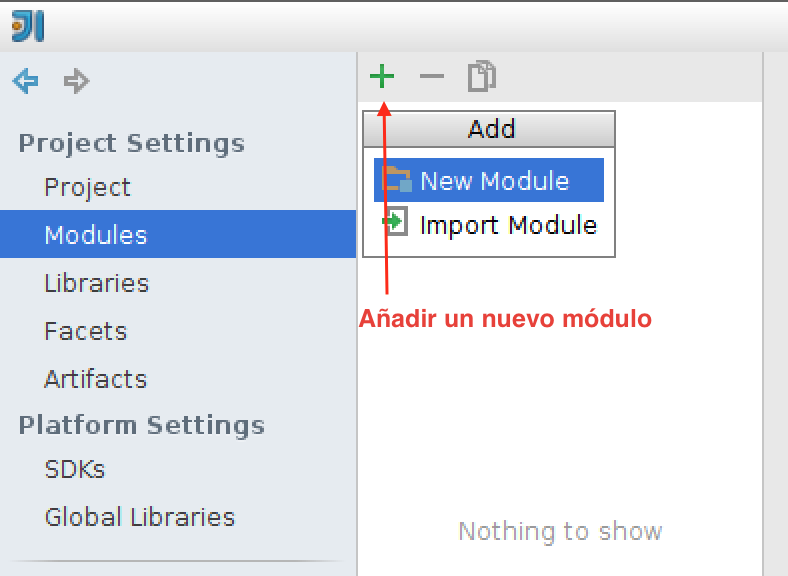 Project Settings
Project
Modules
Libraries
Facets
Artifacts
Platform Settings
SDKs
Global Libraries
Add
New Module
Import Module
Añadir un nuevo módulo
Nothing to show